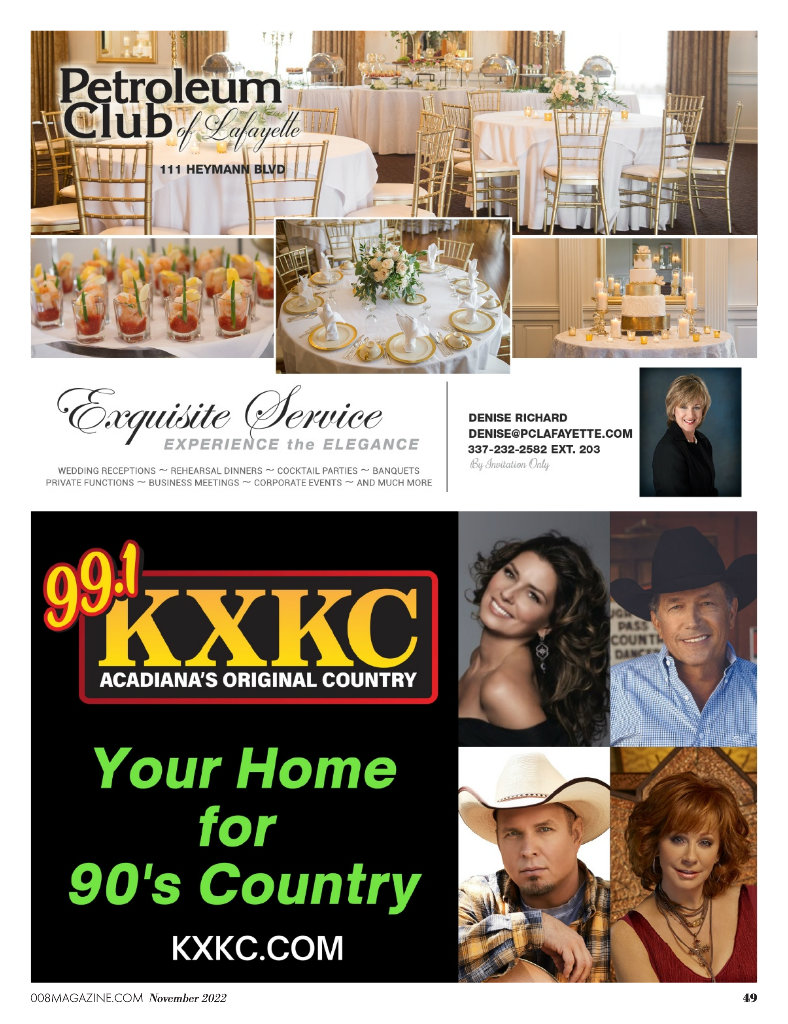 Petroleum
Club of Lafayette
111 HEYMANN BLVD
Exquisite Service
EXPERIENCE the ELEGANCE
WEDDING RECEPTIONS ~ REHEARSAL DINNERS ~ COCKTAIL PARTIES ~ BANQUETS
PRIVATE FUNCTIONS ~ BUSINESS MEETINGS ~ CORPORATE EVENTS ~ AND MUCH MORE
DENISE RICHARD
DENISE@PCLAFAYETTE.COM
337-232-2582 EXT. 203
By Invitation Only
99.1
KXKC
ACADIANA'S ORIGINAL COUNTRY
PASS
COUNT
DANCE
Your Home
for
90's Country
KXKC.COM
008MAGAZINE.COM November 2022
49